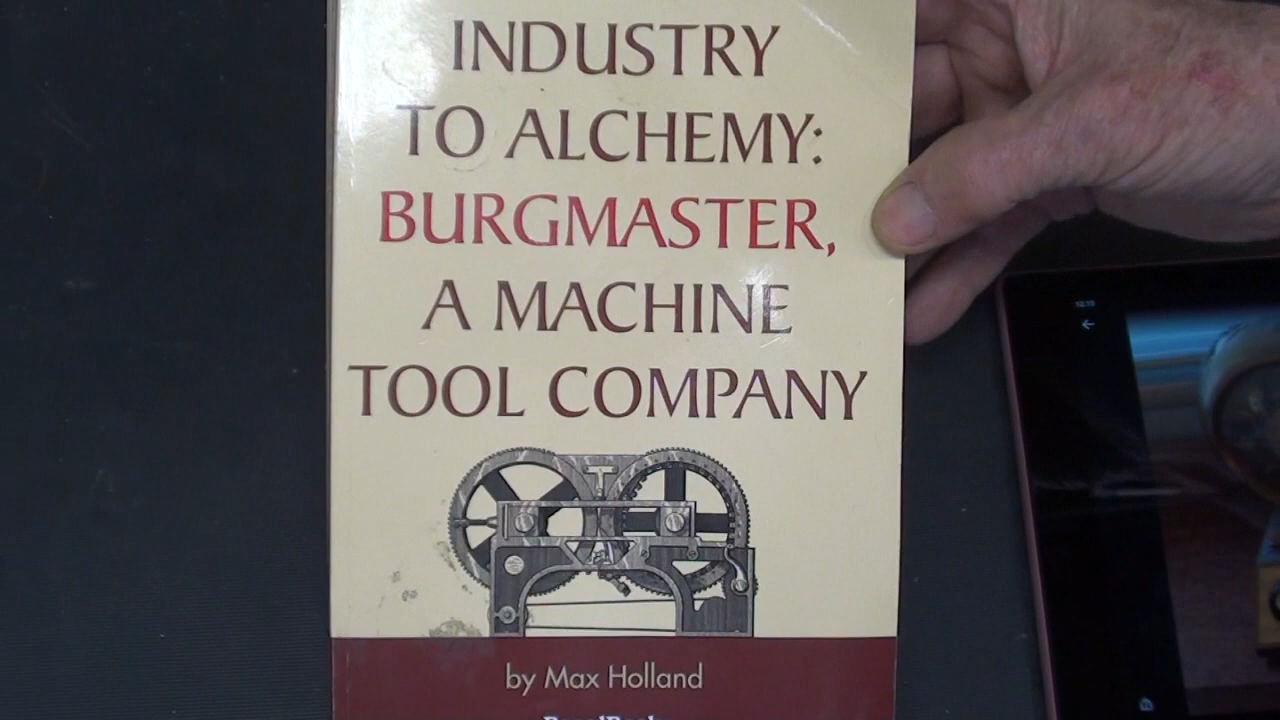 INDUSTRY
TO ALCHEMY:
BURGMASTER,
A MACHINE
TOOL COMPANY
by Max Holland